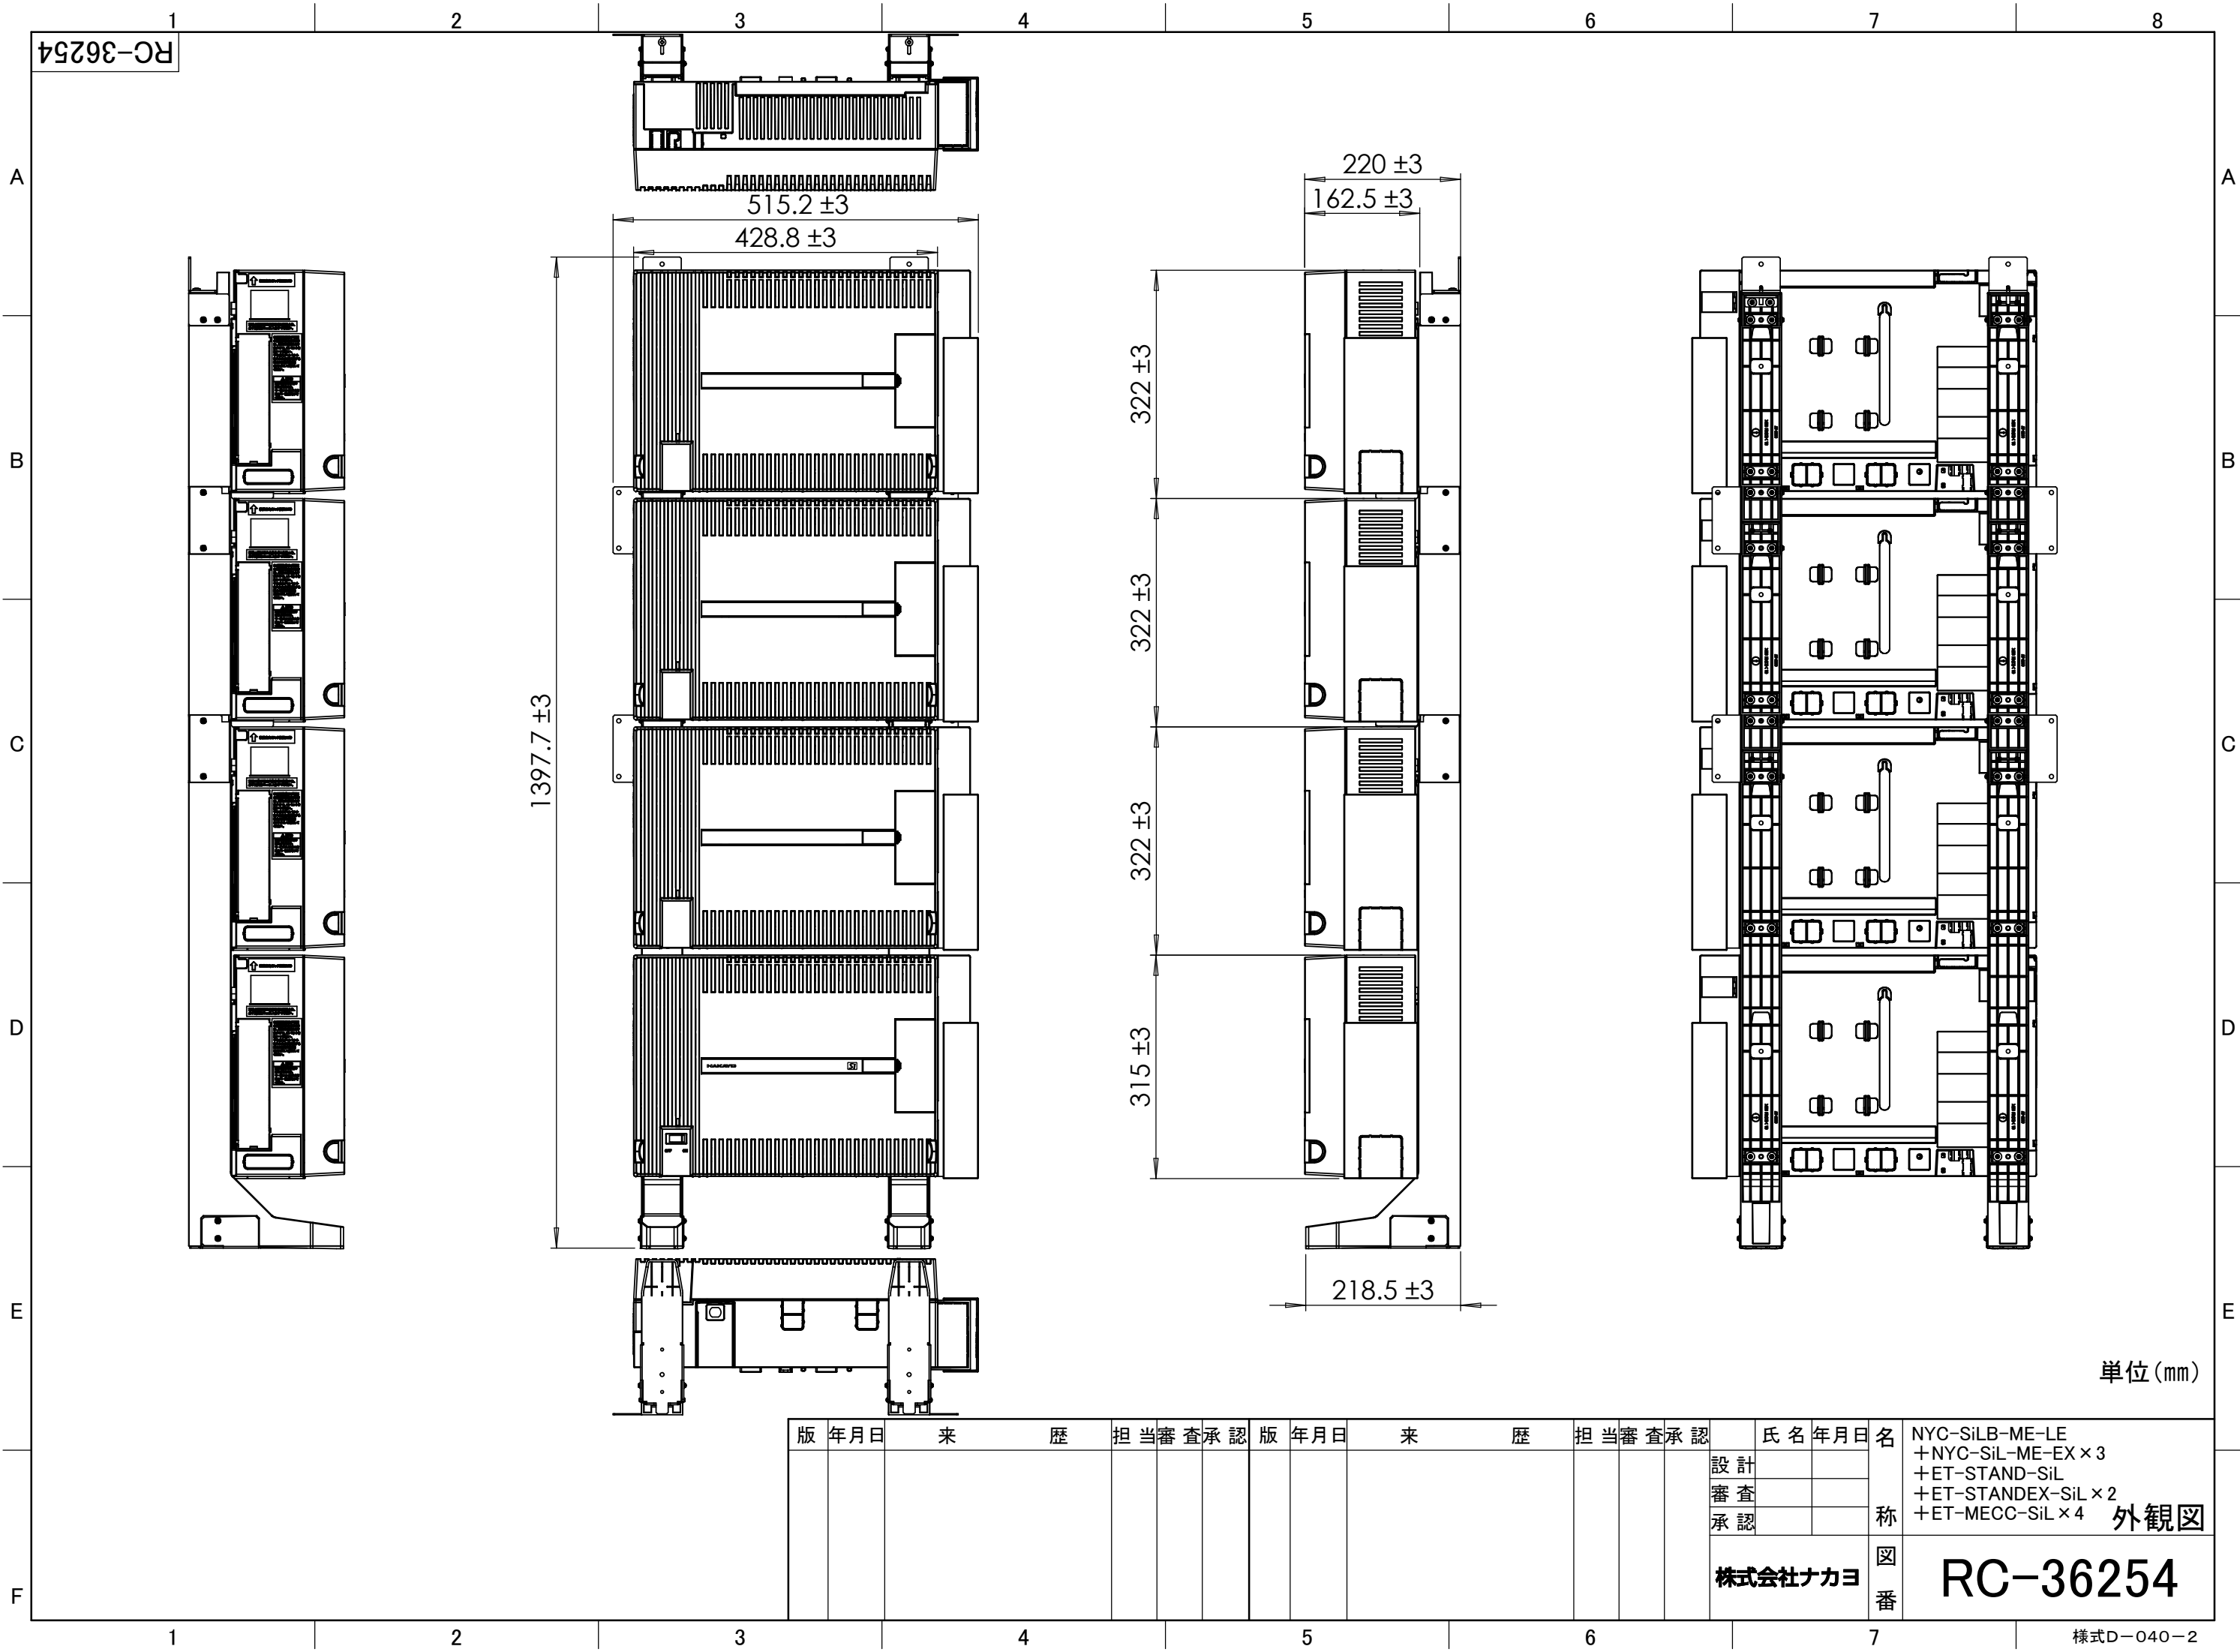 1 2 3 4 5 6 7 8
RC-36254
A
A
B
B
C
C
D
D
E
E
F
515.2 ±3
428.8 ±3
1397.7 ±3
220 ±3
162.5 ±3
322 ±3
322 ±3
322 ±3
315 ±3
218.5 ±3
NAKAYO
単位(mm)
版 年月日 来 歴 担当 審査 承認 版 年月日 来 歴 担当 審査 承認 氏名 年月日
設計
審査
承認
名称
NYC-SiLB-ME-LE
+NYC-SiL-ME-EX×3
+ET-STAND-SiL
+ET-STANDEX-SiL×2
+ET-MECC-SiL×4 外観図
株式会社ナカヨ
図番
RC-36254
1 2 3 4 5 6 7
様式D-040-2